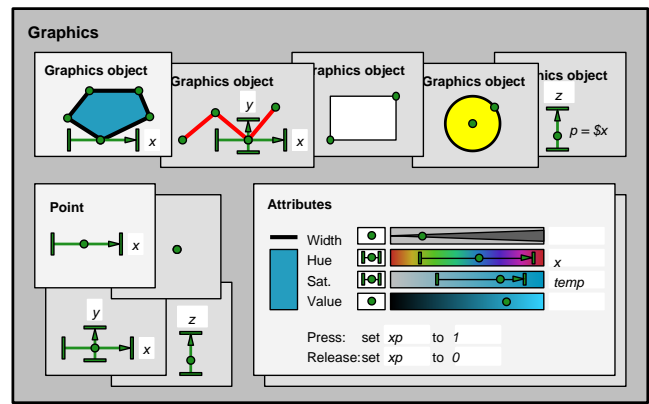 Graphics
Graphics object
Graphics object
raphics object
Graphics object
nics object
x
y
x
z
p = $x
Point
x
y
x
z
Attributes
Width
Hue
x
Sat.
temp
Value
Press: set xp to 1
Release:set xp to 0